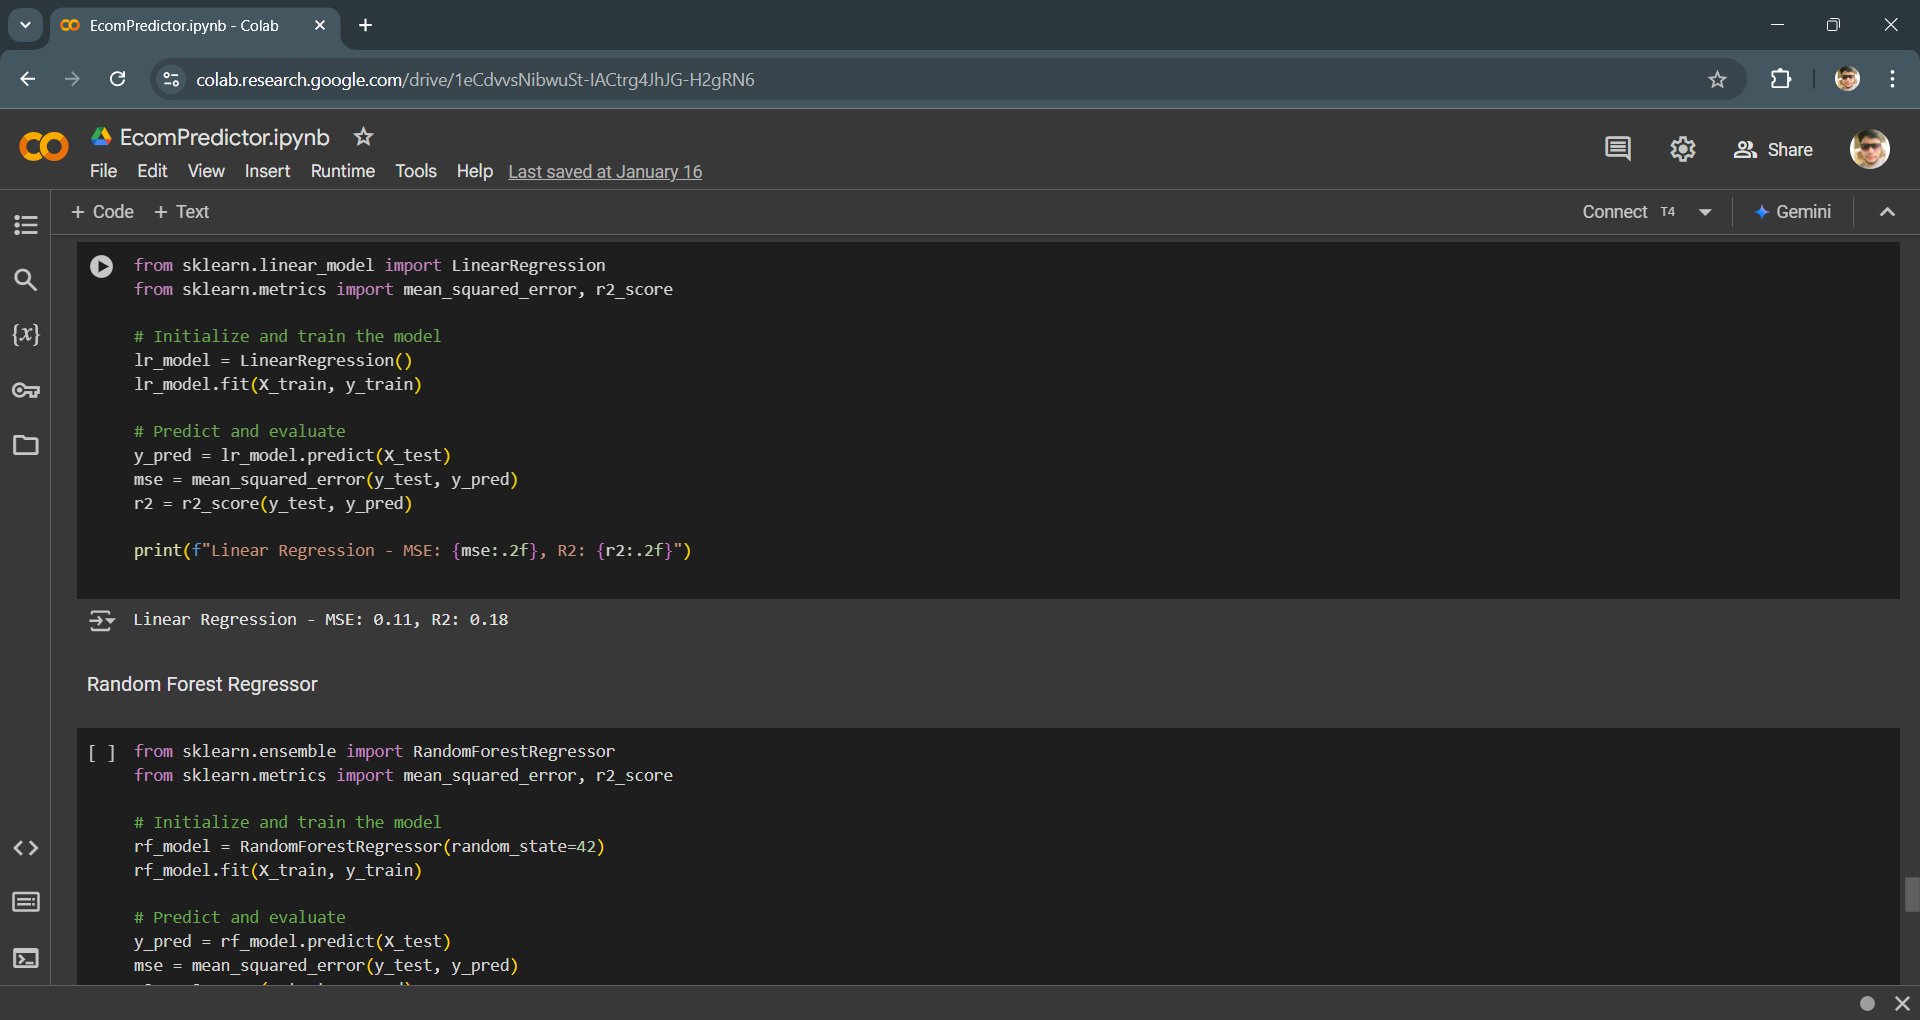 EcomPredictor.ipynb - Colab
colab.research.google.com/drive/1eCdvvsNibwuSt-IACtrg4JhJG-H2gRN6
EcomPredictor.ipynb
File Edit View Insert Runtime Tools Help Last saved at January 16
Share
+ Code + Text
Connect T4
Gemini
from sklearn.linear_model import LinearRegression
from sklearn.metrics import mean_squared_error, r2_score
# Initialize and train the model
lr_model = LinearRegression()
lr_model.fit(X_train, y_train)
# Predict and evaluate
y_pred = lr_model.predict(X_test)
mse = mean_squared_error(y_test, y_pred)
r2 = r2_score(y_test, y_pred)
print(f"Linear Regression - MSE: {mse:.2f}, R2: {r2:.2f}")
Linear Regression - MSE: 0.11, R2: 0.18
Random Forest Regressor
[ ] from sklearn.ensemble import RandomForestRegressor
from sklearn.metrics import mean_squared_error, r2_score
# Initialize and train the model
rf_model = RandomForestRegressor(random_state=42)
rf_model.fit(X_train, y_train)
# Predict and evaluate
y_pred = rf_model.predict(X_test)
mse = mean_squared_error(y_test, y_pred)